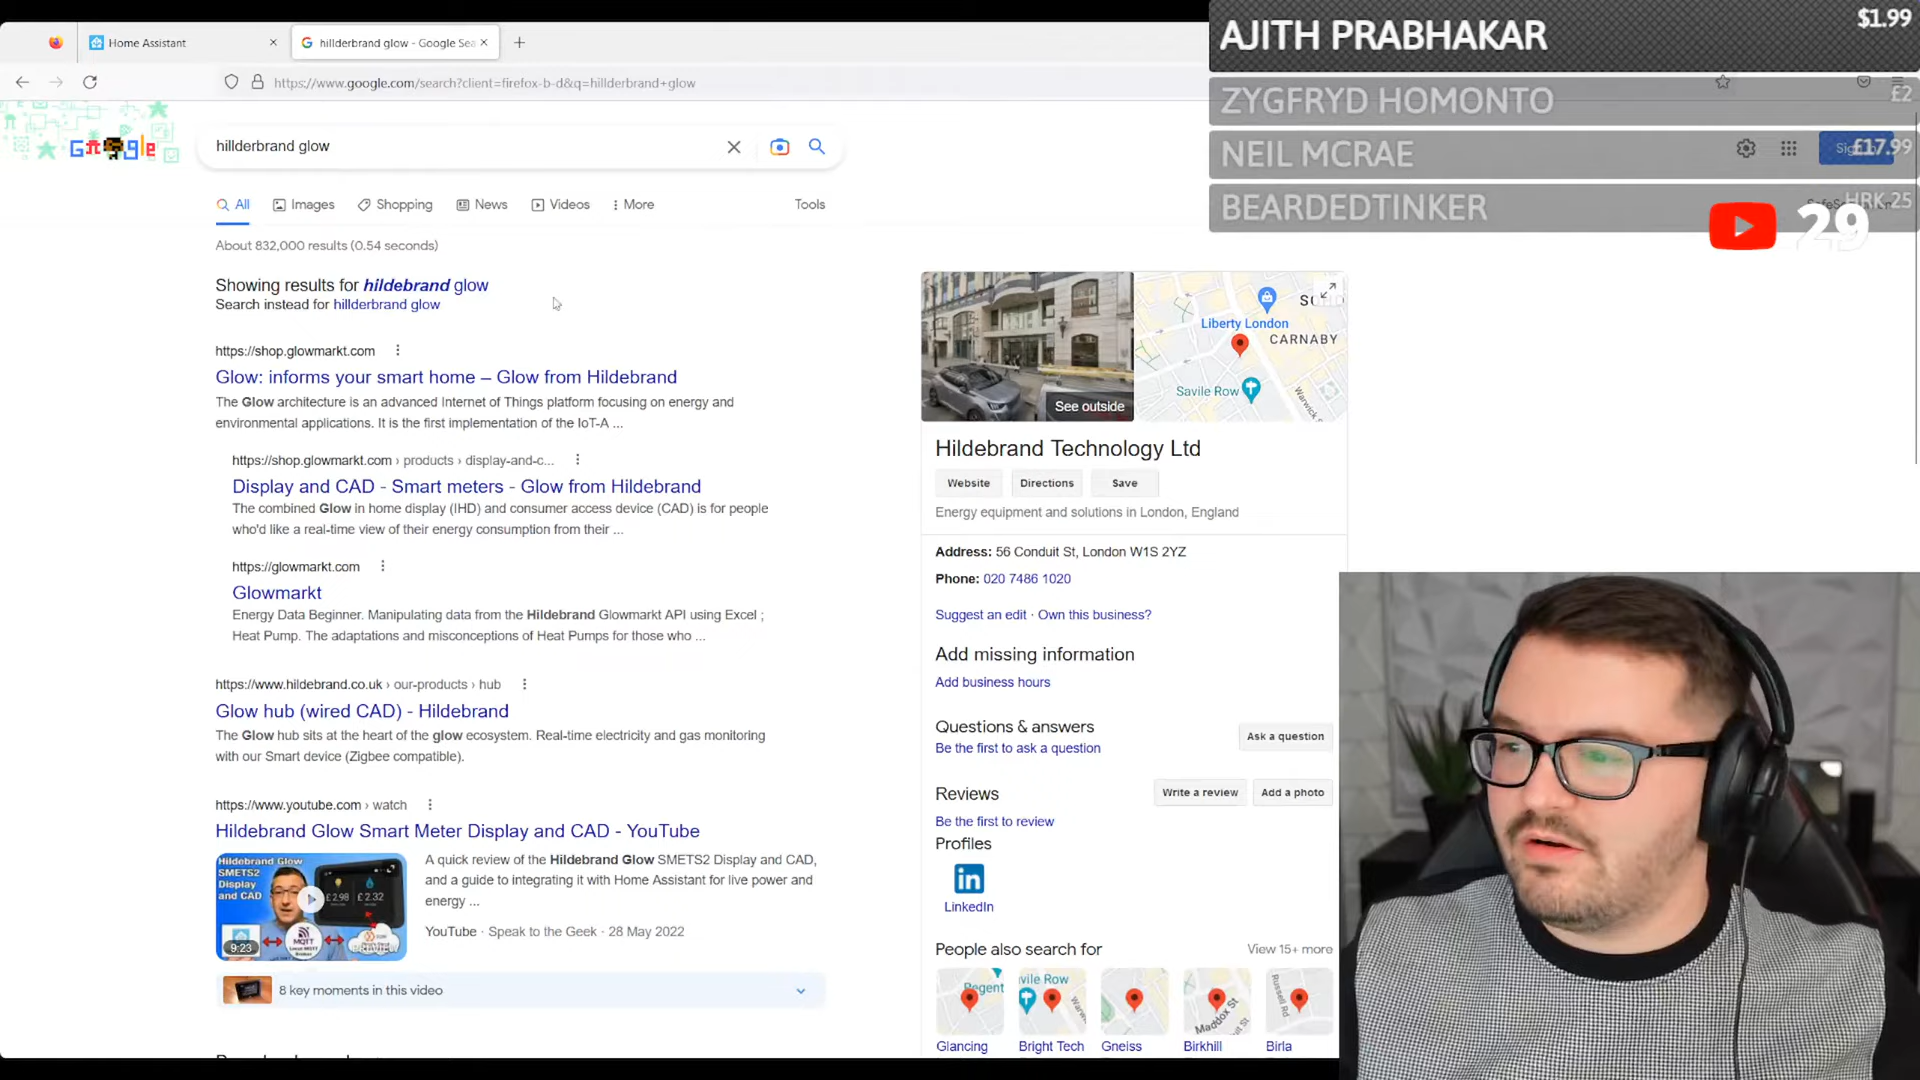 Home Assistant
hillderbrand glow - Google Sea
https://www.google.com/search?client=firefox-b-d&q=hillderbrand+glow
AJITH PRABHAKAR $1.99
ZYGFRYD HOMONTO £2
NEIL MCRAE £17.99
BEARDEDTINKER HRK 25
29
Google
hillderbrand glow
All Images Shopping News Videos More Tools
About 832,000 results (0.54 seconds)
Showing results for hildebrand glow
Search instead for hillderbrand glow
https://shop.glowmarkt.com
Glow: informs your smart home – Glow from Hildebrand
The Glow architecture is an advanced Internet of Things platform focusing on energy and
environmental applications. It is the first implementation of the IoT-A ...
https://shop.glowmarkt.com › products › display-and-c...
Display and CAD - Smart meters - Glow from Hildebrand
The combined Glow in home display (IHD) and consumer access device (CAD) is for people
who'd like a real-time view of their energy consumption from their ...
https://glowmarkt.com
Glowmarkt
Energy Data Beginner. Manipulating data from the Hildebrand Glowmarkt API using Excel ;
Heat Pump. The adaptations and misconceptions of Heat Pumps for those who ...
https://www.hildebrand.co.uk › our-products › hub
Glow hub (wired CAD) - Hildebrand
The Glow hub sits at the heart of the glow ecosystem. Real-time electricity and gas monitoring
with our Smart device (Zigbee compatible).
https://www.youtube.com › watch
Hildebrand Glow Smart Meter Display and CAD - YouTube
Hildebrand Glow
SMETS2
Display
and CAD
£2.98 £2.32
MQTT
9:23
A quick review of the Hildebrand Glow SMETS2 Display and CAD,
and a guide to integrating it with Home Assistant for live power and
energy ...
YouTube · Speak to the Geek · 28 May 2022
8 key moments in this video
See outside
Liberty London
CARNABY
Savile Row
Hildebrand Technology Ltd
Website Directions Save
Energy equipment and solutions in London, England
Address: 56 Conduit St, London W1S 2YZ
Phone: 020 7486 1020
Suggest an edit · Own this business?
Add missing information
Add business hours
Questions & answers
Be the first to ask a question
Ask a question
Reviews
Write a review Add a photo
Be the first to review
Profiles
LinkedIn
People also search for View 15+ more
Regent
vile Row
Maddox St
Russell Rd
Glancing Bright Tech Gneiss Birkhill Birla